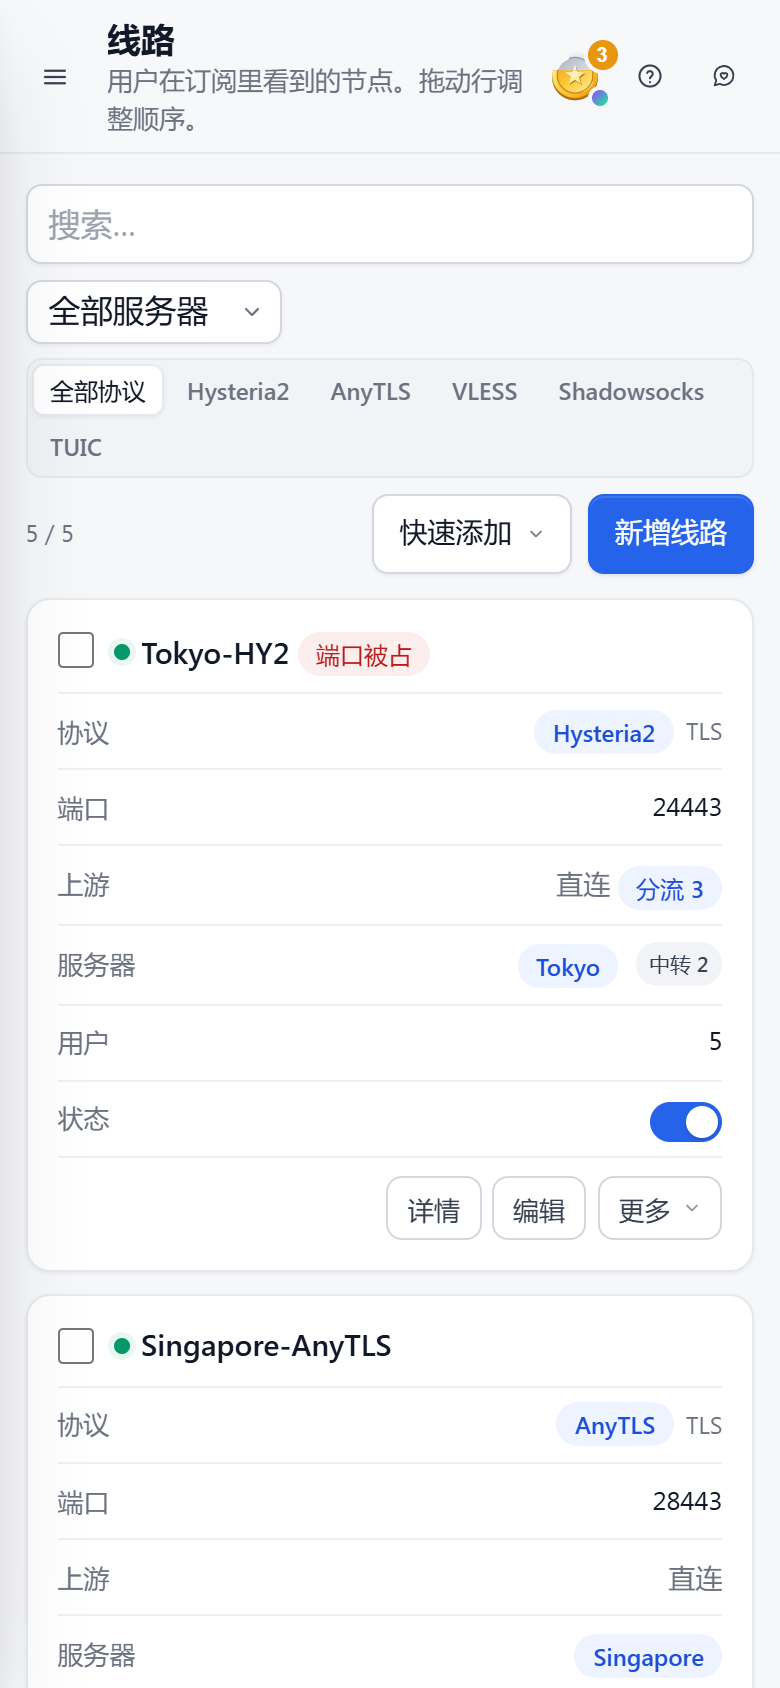 线路
用户在订阅里看到的节点。拖动行调
整顺序。
3
搜索...
全部服务器
全部协议 Hysteria2 AnyTLS VLESS Shadowsocks
TUIC
5 / 5 快速添加 新增线路
Tokyo-HY2 端口被占
协议 Hysteria2 TLS
端口 24443
上游 直连 分流 3
服务器 Tokyo 中转 2
用户 5
状态
详情 编辑 更多
Singapore-AnyTLS
协议 AnyTLS TLS
端口 28443
上游 直连
服务器 Singapore